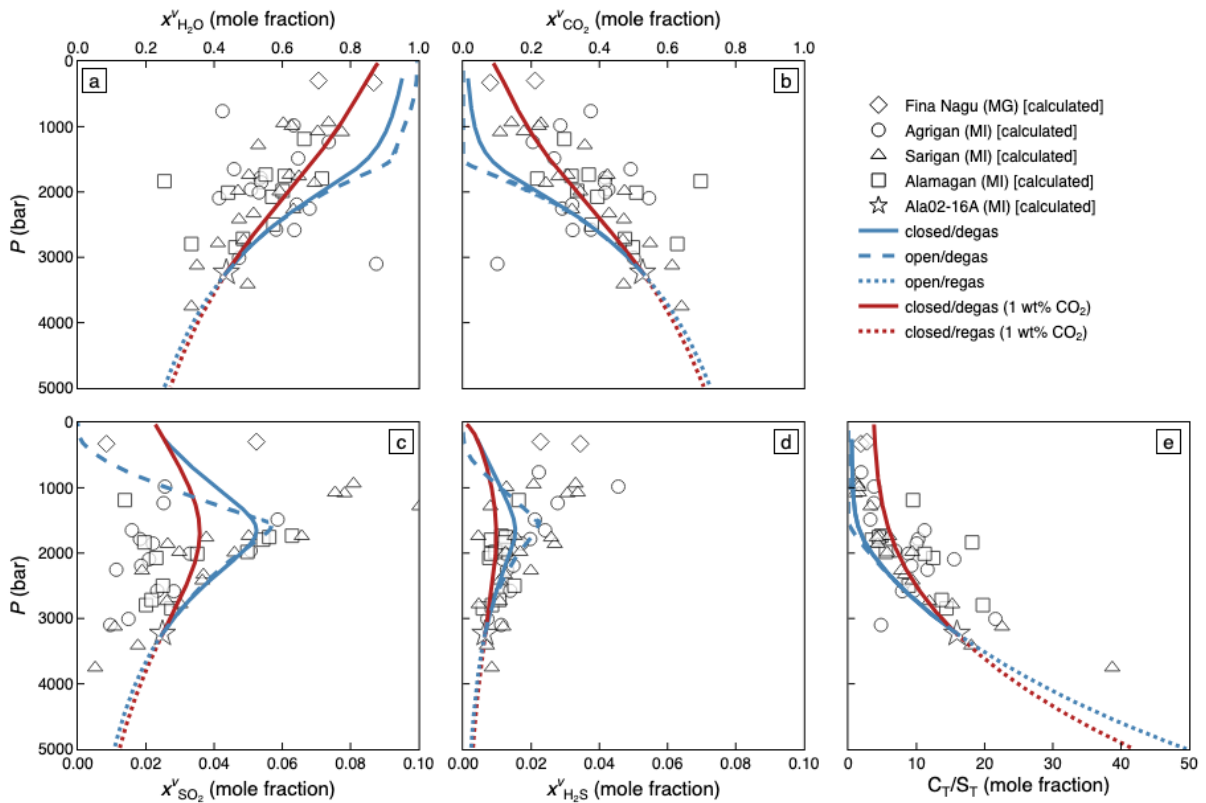 x^v_H2O (mole fraction)
x^v_CO2 (mole fraction)
0.0 0.2 0.4 0.6 0.8 1.0
0.0 0.2 0.4 0.6 0.8 1.0
0
1000
2000
3000
4000
5000
P (bar)
a
b
Fina Nagu (MG) [calculated]
Agrigan (MI) [calculated]
Sarigan (MI) [calculated]
Alamagan (MI) [calculated]
Ala02-16A (MI) [calculated]
closed/degas
open/degas
open/regas
closed/degas (1 wt% CO2)
closed/regas (1 wt% CO2)
0
1000
2000
3000
4000
5000
P (bar)
c
d
e
0.00 0.02 0.04 0.06 0.08 0.10
0.00 0.02 0.04 0.06 0.08 0.10
0 10 20 30 40 50
x^v_SO2 (mole fraction)
x^v_H2S (mole fraction)
C_T/S_T (mole fraction)